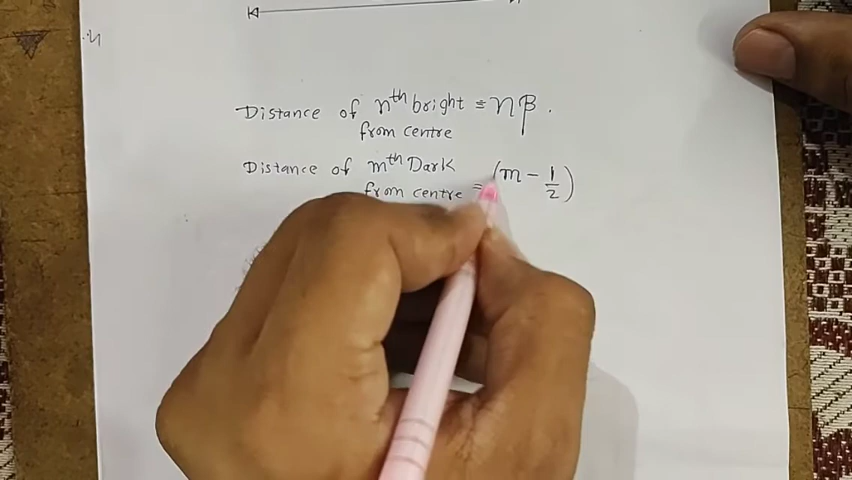 Distance of nth bright = nβ.
from centre
Distance of mth Dark
from centre = (m - 1/2)